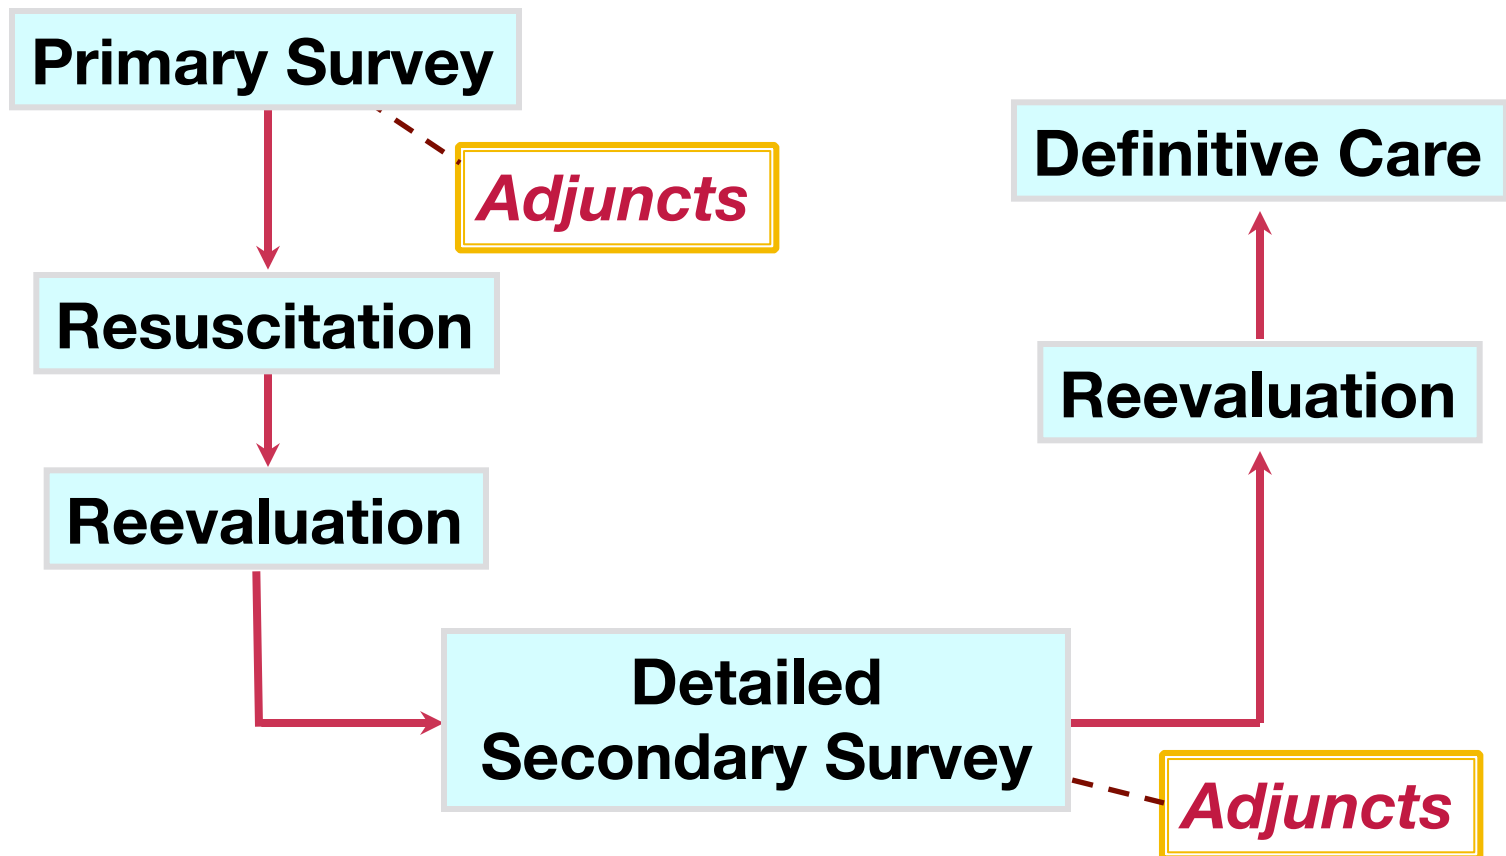 Primary Survey
Adjuncts
Resuscitation
Reevaluation
Detailed
Secondary Survey
Adjuncts
Reevaluation
Definitive Care